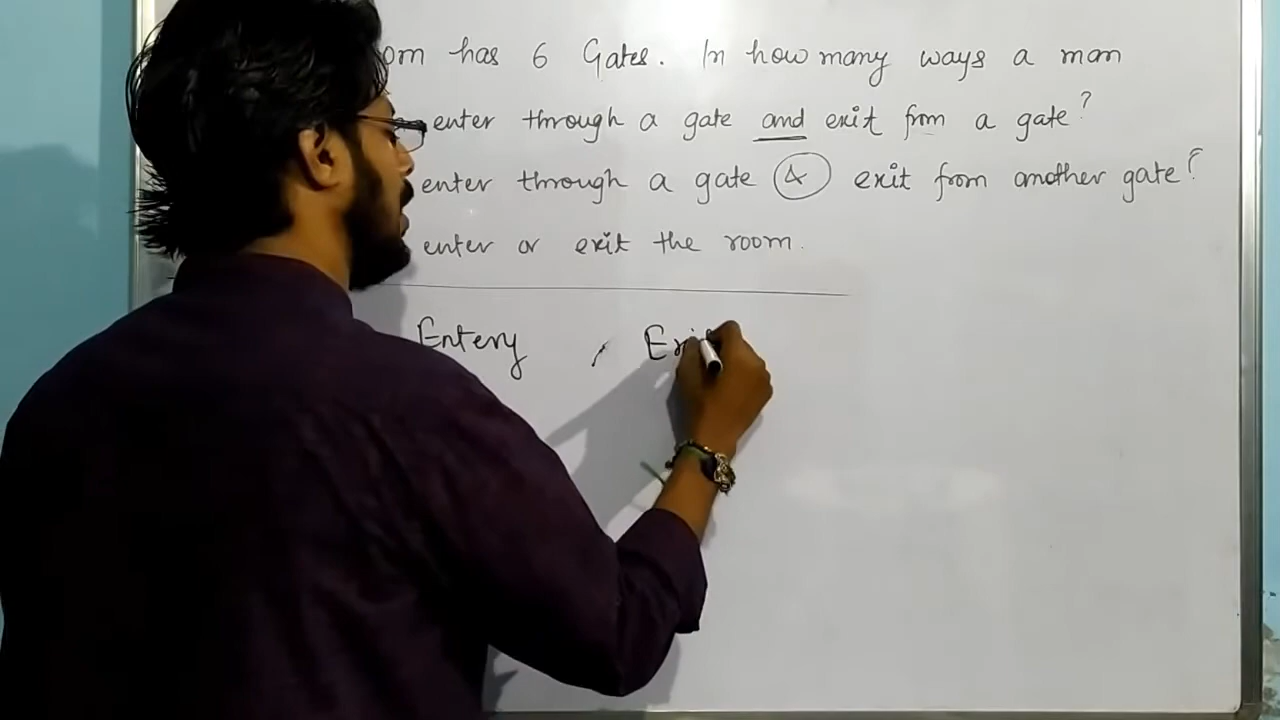 has 6 Gates. In how many ways a man
enter through a gate and exit from a gate?
enter through a gate & exit from another gate?
enter or exit the room.
Entery , Exit